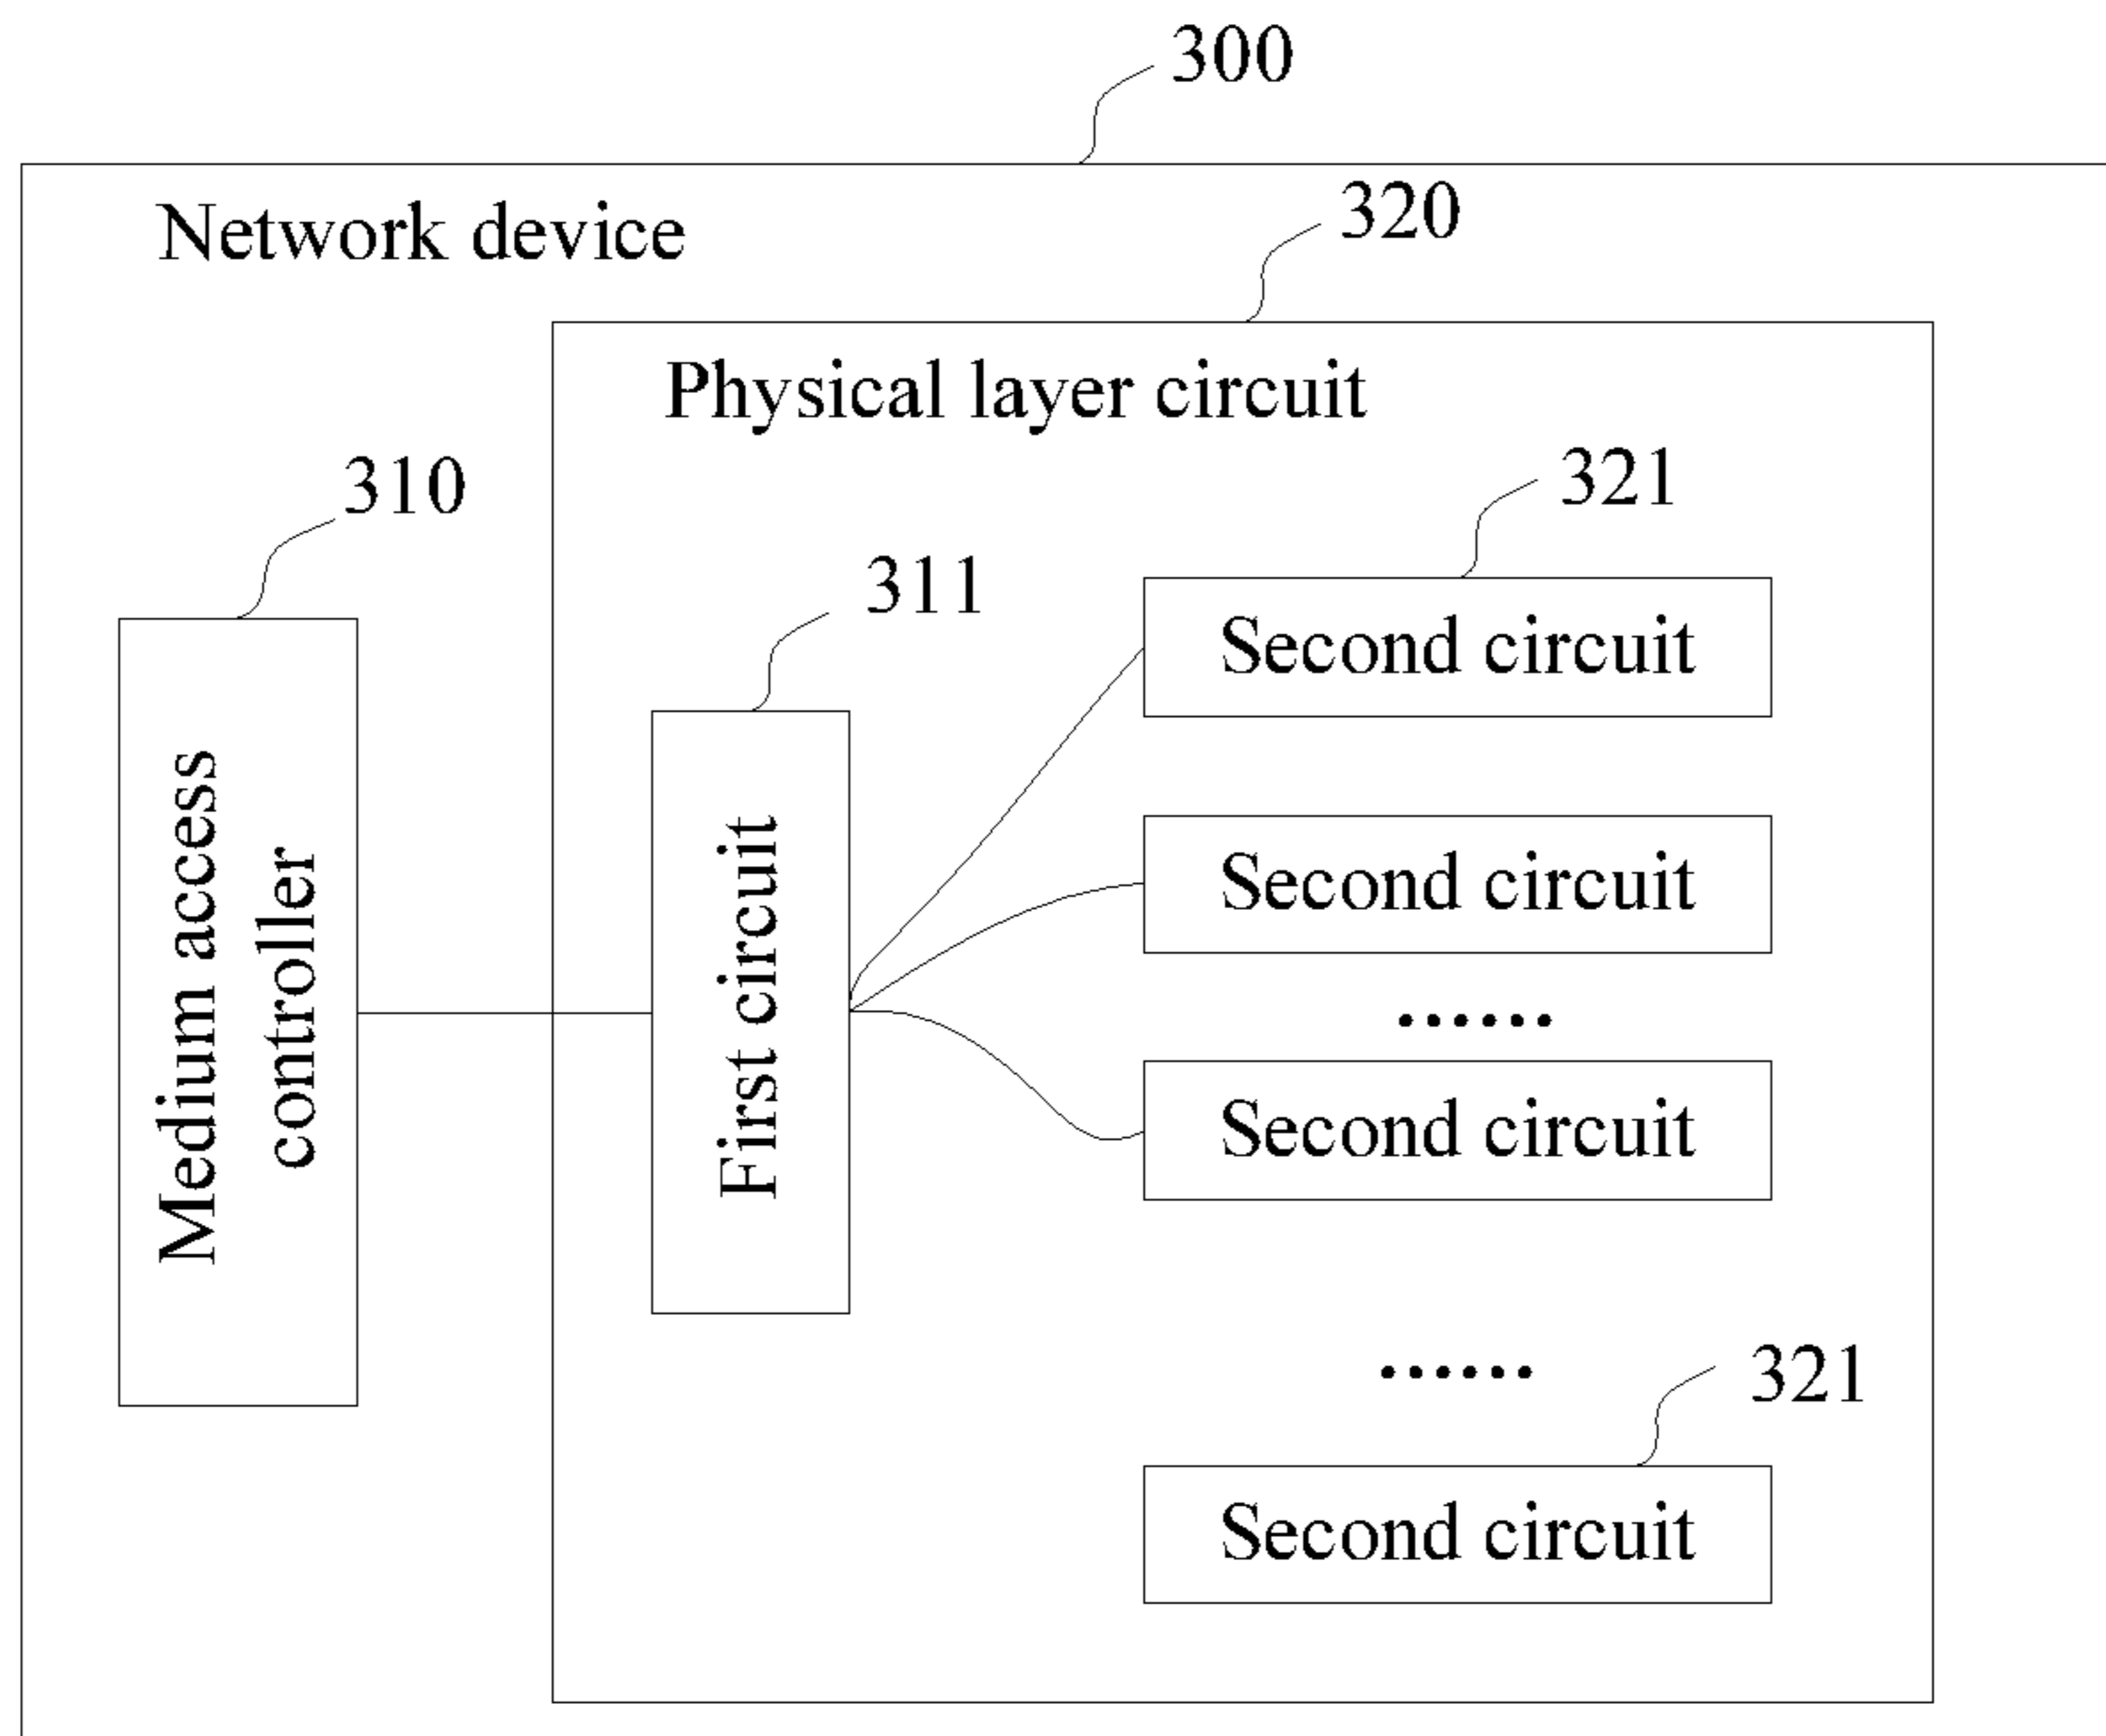 300
Network device
320
Physical layer circuit
310
321
311
Second circuit
Medium access
controller
First circuit
Second circuit
......
Second circuit
......
321
Second circuit